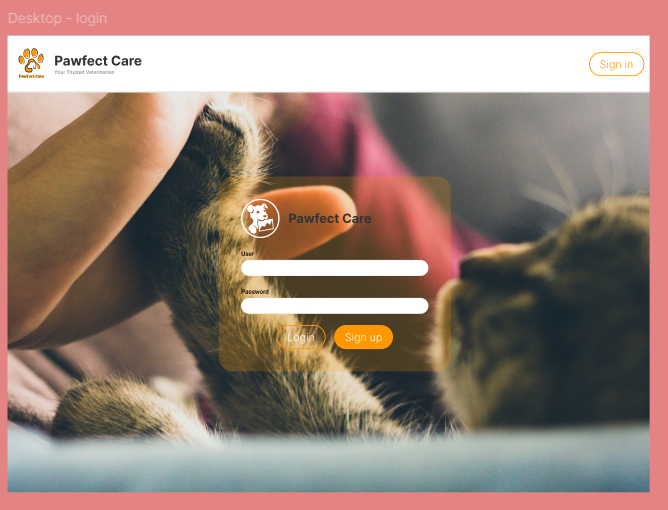 Desktop - login
Pawfect Care
Your Trusted Veterinarian
Pawfect Care
Sign in
Pawfect Care
User
Password
Login
Sign up